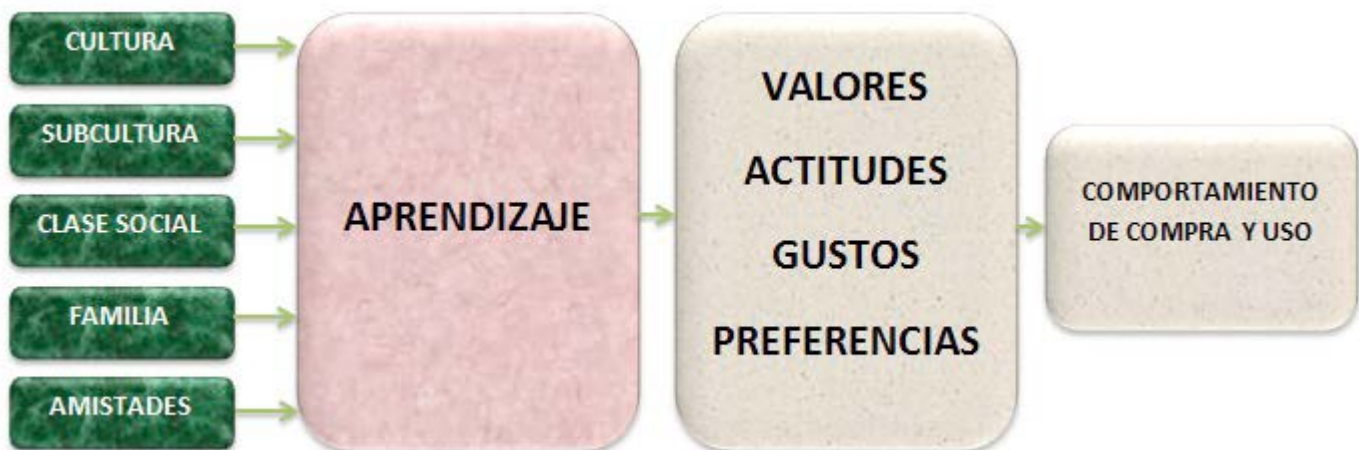 CULTURA
SUBCULTURA
CLASE SOCIAL
FAMILIA
AMISTADES
APRENDIZAJE
VALORES
ACTITUDES
GUSTOS
PREFERENCIAS
COMPORTAMIENTO
DE COMPRA Y USO